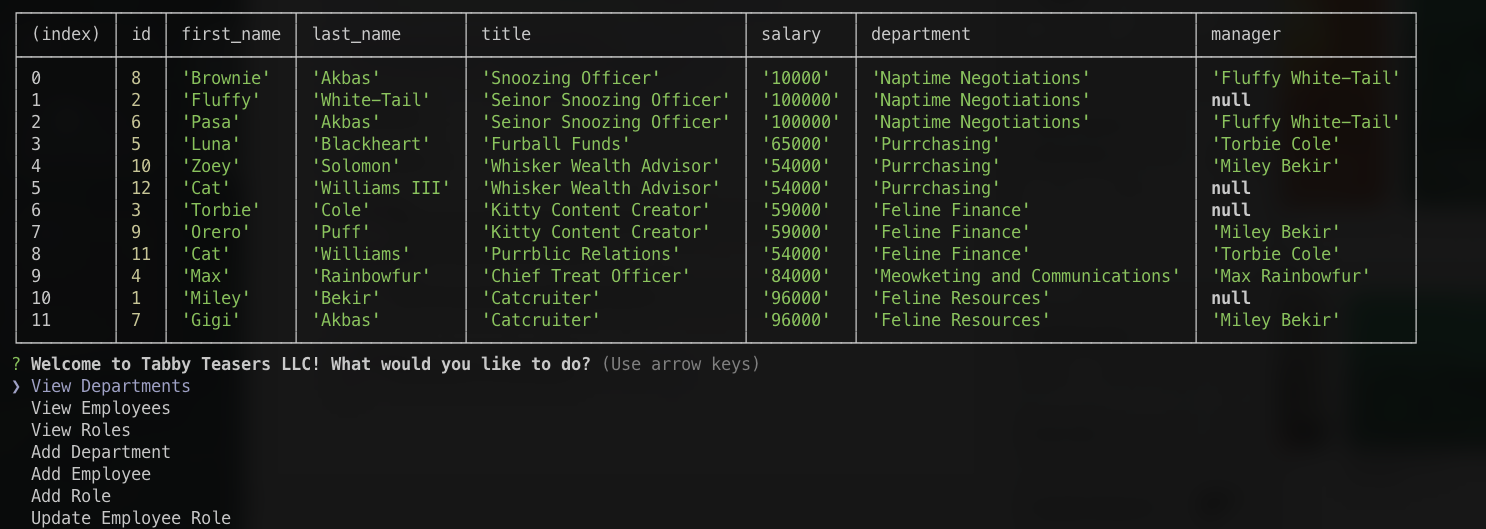 (index) id first_name last_name title salary department manager
0 8 'Brownie' 'Akbas' 'Snoozing Officer' '10000' 'Naptime Negotiations' 'Fluffy White-Tail'
1 2 'Fluffy' 'White-Tail' 'Seinor Snoozing Officer' '100000' 'Naptime Negotiations' null
2 6 'Pasa' 'Akbas' 'Seinor Snoozing Officer' '100000' 'Naptime Negotiations' 'Fluffy White-Tail'
3 5 'Luna' 'Blackheart' 'Furball Funds' '65000' 'Purrchasing' 'Torbie Cole'
4 10 'Zoey' 'Solomon' 'Whisker Wealth Advisor' '54000' 'Purrchasing' 'Miley Bekir'
5 12 'Cat' 'Williams III' 'Whisker Wealth Advisor' '54000' 'Purrchasing' null
6 3 'Torbie' 'Cole' 'Kitty Content Creator' '59000' 'Feline Finance' null
7 9 'Orero' 'Puff' 'Kitty Content Creator' '59000' 'Feline Finance' 'Miley Bekir'
8 11 'Cat' 'Williams' 'Purrblic Relations' '54000' 'Feline Finance' 'Torbie Cole'
9 4 'Max' 'Rainbowfur' 'Chief Treat Officer' '84000' 'Meowketing and Communications' 'Max Rainbowfur'
10 1 'Miley' 'Bekir' 'Catcruiter' '96000' 'Feline Resources' null
11 7 'Gigi' 'Akbas' 'Catcruiter' '96000' 'Feline Resources' 'Miley Bekir'
? Welcome to Tabby Teasers LLC! What would you like to do? (Use arrow keys)
❯ View Departments
View Employees
View Roles
Add Department
Add Employee
Add Role
Update Employee Role